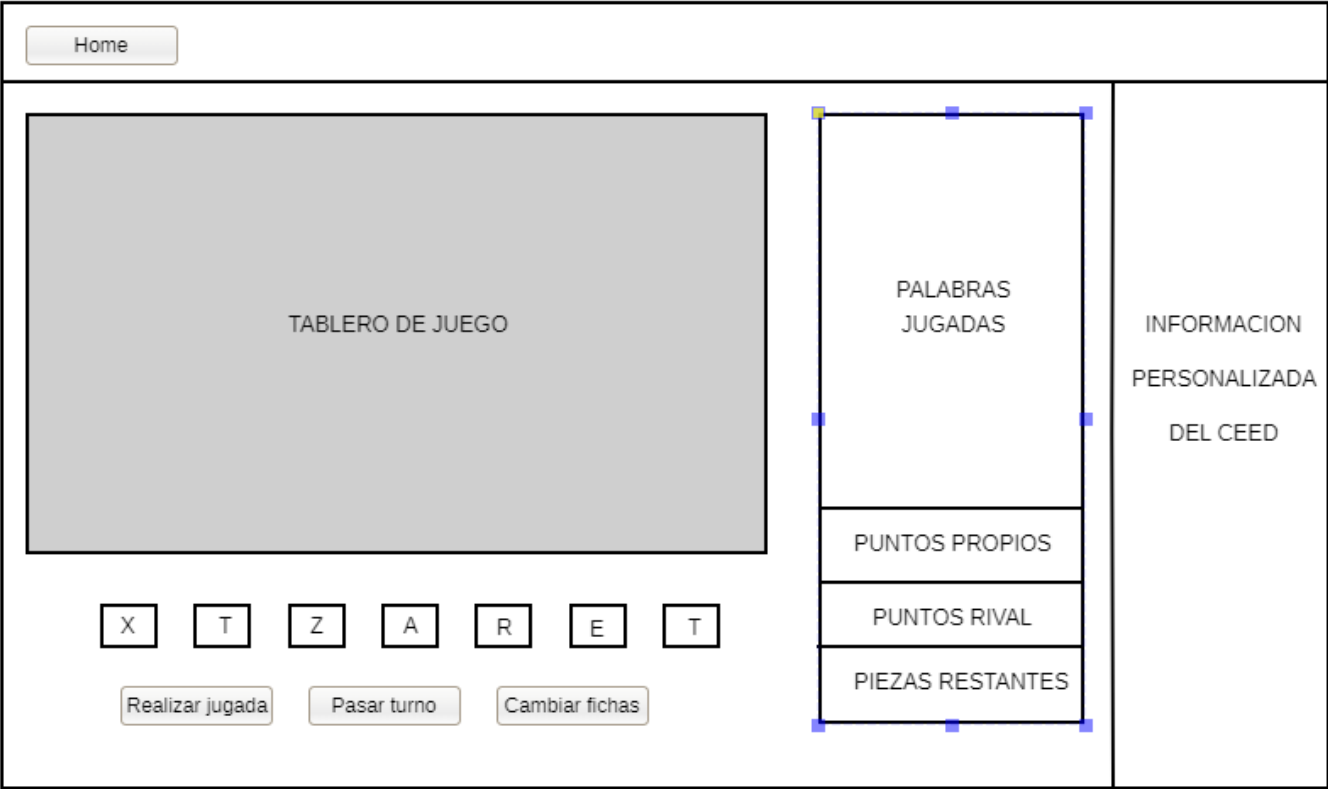 Home
TABLERO DE JUEGO
X T Z A R E T
Realizar jugada
Pasar turno
Cambiar fichas
PALABRAS
JUGADAS
PUNTOS PROPIOS
PUNTOS RIVAL
PIEZAS RESTANTES
INFORMACION
PERSONALIZADA
DEL CEED